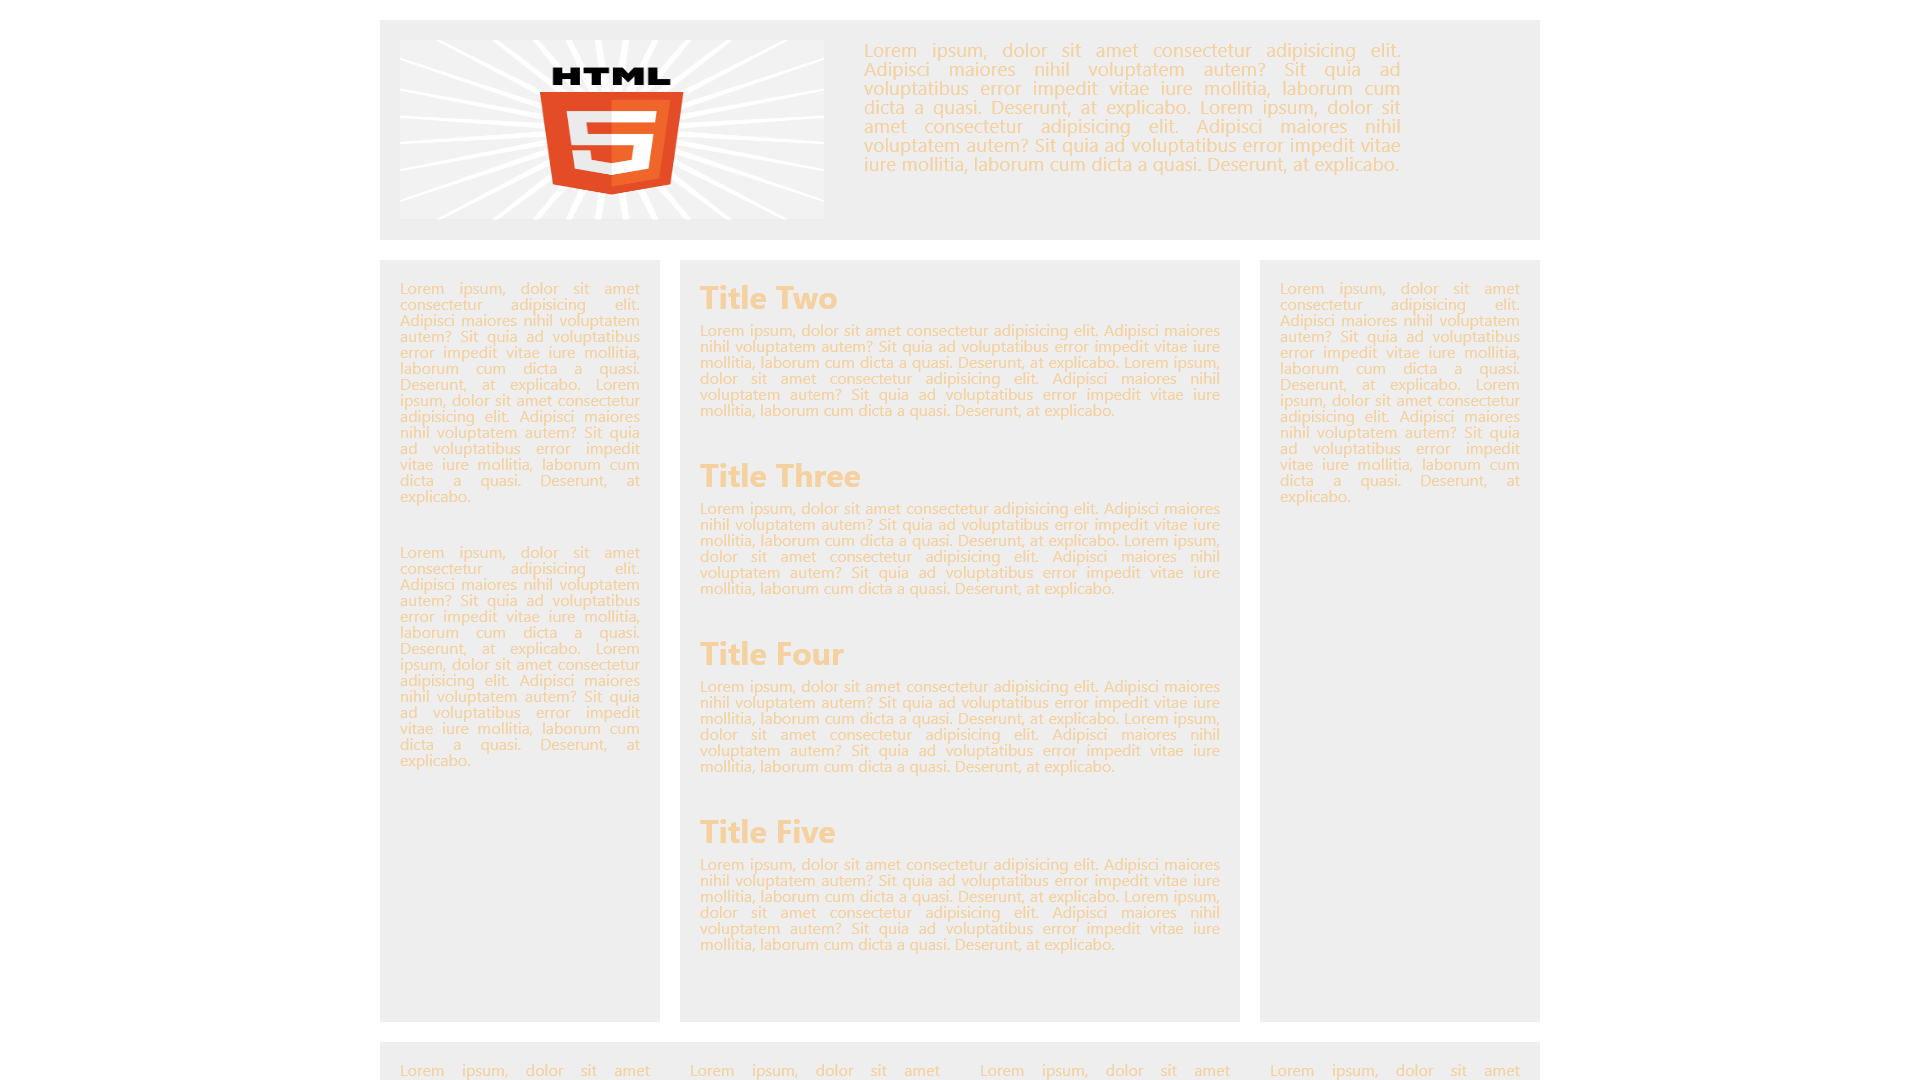 HTML
Lorem ipsum, dolor sit amet consectetur adipisicing elit.
Adipisci maiores nihil voluptatem autem? Sit quia ad
voluptatibus error impedit vitae iure mollitia, laborum cum
dicta a quasi. Deserunt, at explicabo. Lorem ipsum, dolor sit
amet consectetur adipisicing elit. Adipisci maiores nihil
voluptatem autem? Sit quia ad voluptatibus error impedit vitae
iure mollitia, laborum cum dicta a quasi. Deserunt, at explicabo.
Lorem ipsum, dolor sit amet
consectetur adipisicing elit.
Adipisci maiores nihil voluptatem
autem? Sit quia ad voluptatibus
error impedit vitae iure mollitia,
laborum cum dicta a quasi.
Deserunt, at explicabo. Lorem
ipsum, dolor sit amet consectetur
adipisicing elit. Adipisci maiores
nihil voluptatem autem? Sit quia
ad voluptatibus error impedit
vitae iure mollitia, laborum cum
dicta a quasi. Deserunt, at
explicabo.
Lorem ipsum, dolor sit amet
consectetur adipisicing elit.
Adipisci maiores nihil voluptatem
autem? Sit quia ad voluptatibus
error impedit vitae iure mollitia,
laborum cum dicta a quasi.
Deserunt, at explicabo. Lorem
ipsum, dolor sit amet consectetur
adipisicing elit. Adipisci maiores
nihil voluptatem autem? Sit quia
ad voluptatibus error impedit
vitae iure mollitia, laborum cum
dicta a quasi. Deserunt, at
explicabo.
Title Two
Lorem ipsum, dolor sit amet consectetur adipisicing elit. Adipisci maiores
nihil voluptatem autem? Sit quia ad voluptatibus error impedit vitae iure
mollitia, laborum cum dicta a quasi. Deserunt, at explicabo. Lorem ipsum,
dolor sit amet consectetur adipisicing elit. Adipisci maiores nihil
voluptatem autem? Sit quia ad voluptatibus error impedit vitae iure
mollitia, laborum cum dicta a quasi. Deserunt, at explicabo.
Title Three
Lorem ipsum, dolor sit amet consectetur adipisicing elit. Adipisci maiores
nihil voluptatem autem? Sit quia ad voluptatibus error impedit vitae iure
mollitia, laborum cum dicta a quasi. Deserunt, at explicabo. Lorem ipsum,
dolor sit amet consectetur adipisicing elit. Adipisci maiores nihil
voluptatem autem? Sit quia ad voluptatibus error impedit vitae iure
mollitia, laborum cum dicta a quasi. Deserunt, at explicabo.
Title Four
Lorem ipsum, dolor sit amet consectetur adipisicing elit. Adipisci maiores
nihil voluptatem autem? Sit quia ad voluptatibus error impedit vitae iure
mollitia, laborum cum dicta a quasi. Deserunt, at explicabo. Lorem ipsum,
dolor sit amet consectetur adipisicing elit. Adipisci maiores nihil
voluptatem autem? Sit quia ad voluptatibus error impedit vitae iure
mollitia, laborum cum dicta a quasi. Deserunt, at explicabo.
Title Five
Lorem ipsum, dolor sit amet consectetur adipisicing elit. Adipisci maiores
nihil voluptatem autem? Sit quia ad voluptatibus error impedit vitae iure
mollitia, laborum cum dicta a quasi. Deserunt, at explicabo. Lorem ipsum,
dolor sit amet consectetur adipisicing elit. Adipisci maiores nihil
voluptatem autem? Sit quia ad voluptatibus error impedit vitae iure
mollitia, laborum cum dicta a quasi. Deserunt, at explicabo.
Lorem ipsum, dolor sit amet
consectetur adipisicing elit.
Adipisci maiores nihil voluptatem
autem? Sit quia ad voluptatibus
error impedit vitae iure mollitia,
laborum cum dicta a quasi.
Deserunt, at explicabo. Lorem
ipsum, dolor sit amet consectetur
adipisicing elit. Adipisci maiores
nihil voluptatem autem? Sit quia
ad voluptatibus error impedit
vitae iure mollitia, laborum cum
dicta a quasi. Deserunt, at
explicabo.
Lorem ipsum, dolor sit amet
Lorem ipsum, dolor sit amet
Lorem ipsum, dolor sit amet
Lorem ipsum, dolor sit amet